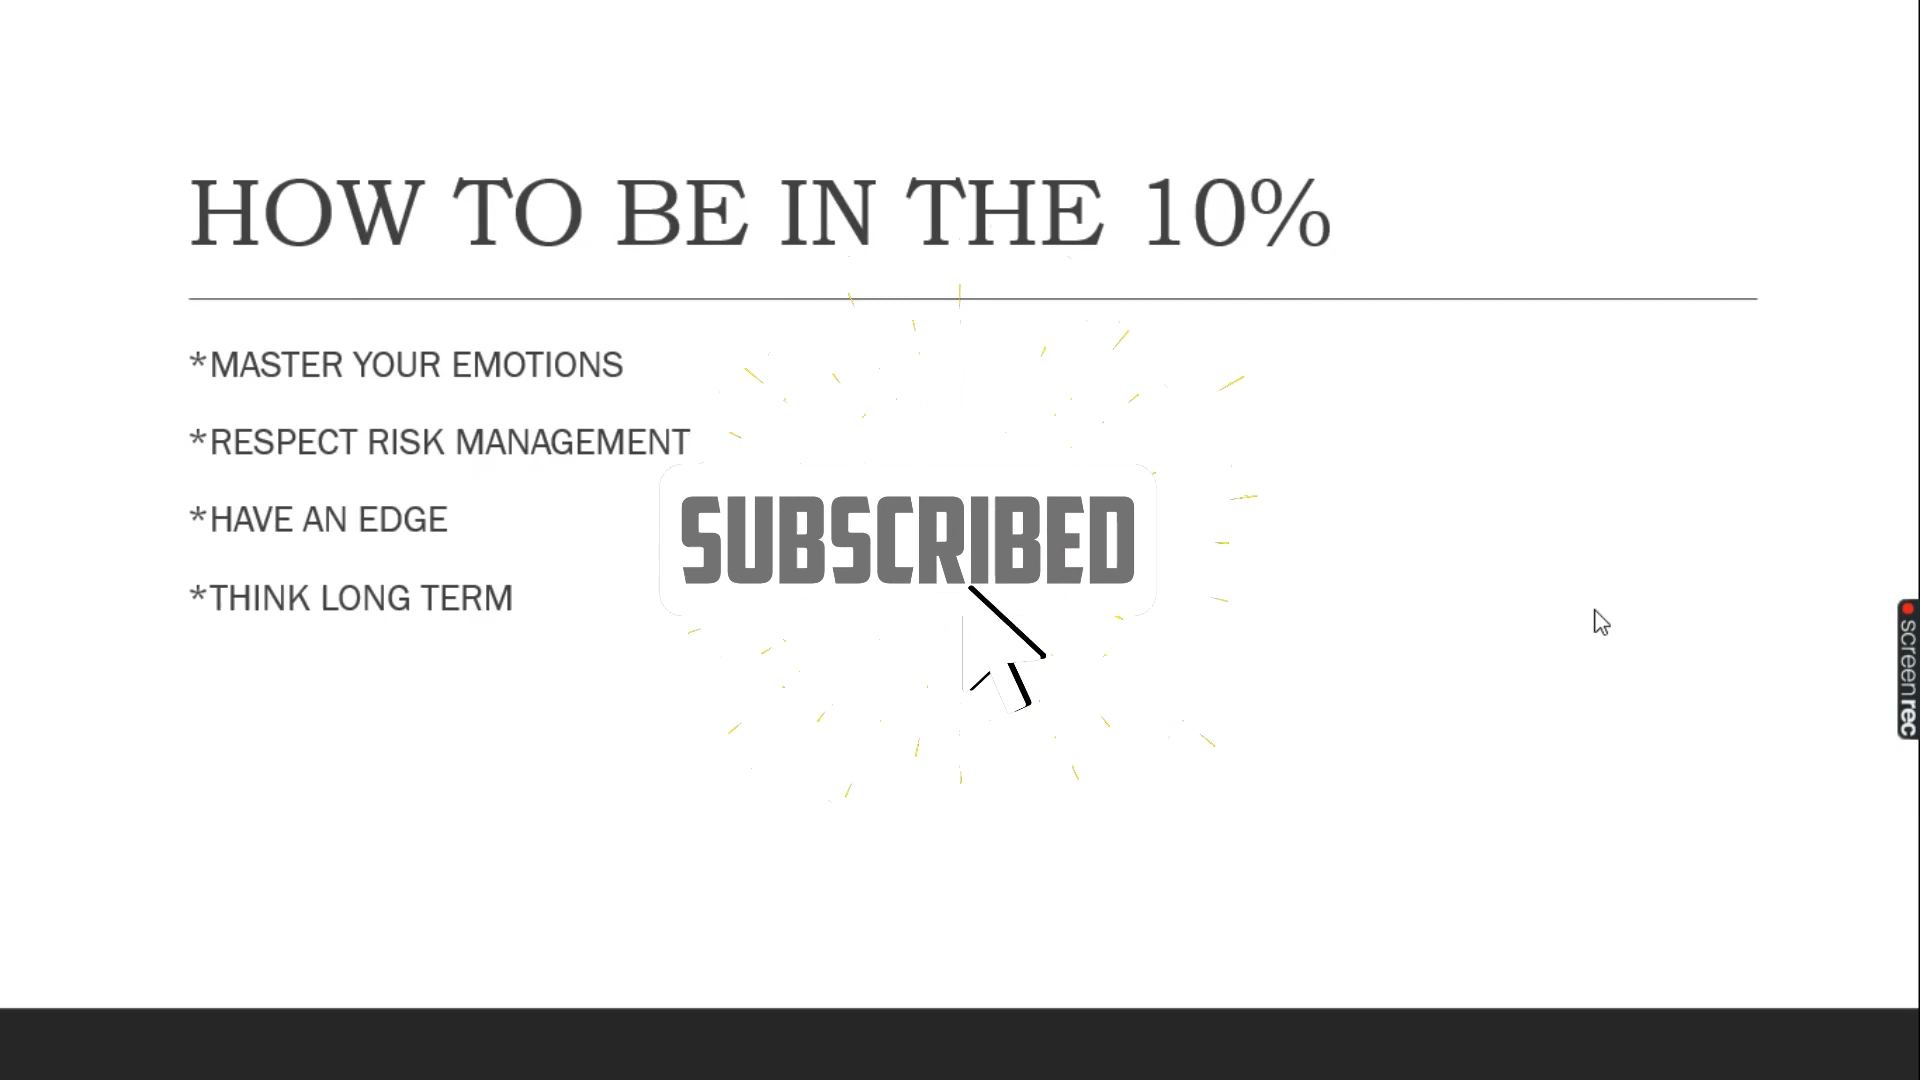 HOW TO BE IN THE 10%
*MASTER YOUR EMOTIONS
*RESPECT RISK MANAGEMENT
*HAVE AN EDGE
*THINK LONG TERM
SUBSCRIBED
screenrec